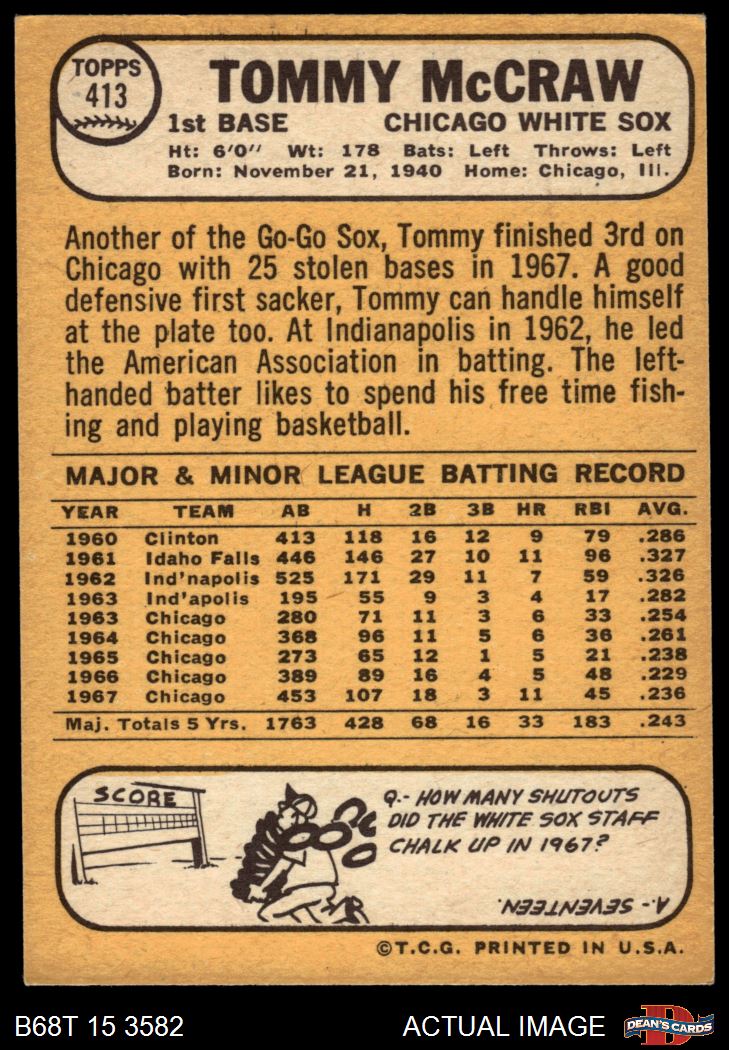 TOPPS
413
TOMMY McCRAW
1st BASE CHICAGO WHITE SOX
Ht: 6'0" Wt: 178 Bats: Left Throws: Left
Born: November 21, 1940 Home: Chicago, Ill.
Another of the Go-Go Sox, Tommy finished 3rd on
Chicago with 25 stolen bases in 1967. A good
defensive first sacker, Tommy can handle himself
at the plate too. At Indianapolis in 1962, he led
the American Association in batting. The left-
handed batter likes to spend his free time fish-
ing and playing basketball.
MAJOR & MINOR LEAGUE BATTING RECORD
YEAR TEAM AB H 2B 3B HR RBI AVG.
1960 Clinton 413 118 16 12 9 79 .286
1961 Idaho Falls 446 146 27 10 11 96 .327
1962 Ind'napolis 525 171 29 11 7 59 .326
1963 Ind'apolis 195 55 9 3 4 17 .282
1963 Chicago 280 71 11 3 6 33 .254
1964 Chicago 368 96 11 5 6 36 .261
1965 Chicago 273 65 12 1 5 21 .238
1966 Chicago 389 89 16 4 5 48 .229
1967 Chicago 453 107 18 3 11 45 .236
Maj. Totals 5 Yrs. 1763 428 68 16 33 183 .243
SCORE
Q.- HOW MANY SHUTOUTS
DID THE WHITE SOX STAFF
CHALK UP IN 1967?
A.- SEVENTEEN.
©T.C.G. PRINTED IN U.S.A.
B68T 15 3582 ACTUAL IMAGE
DEAN'S CARDS